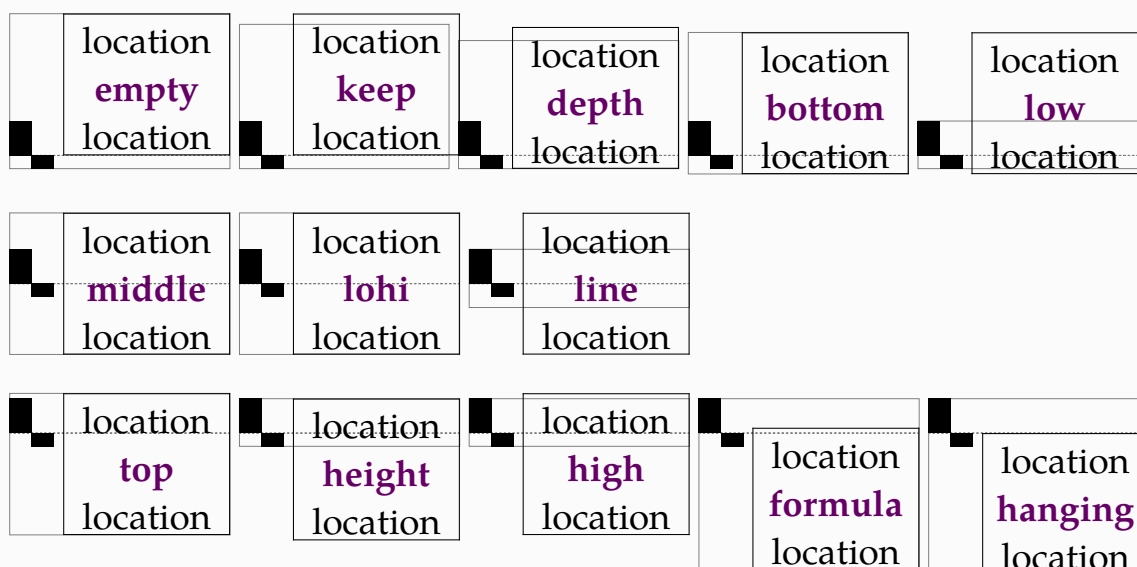 location
empty
location
location
keep
location
location
depth
location
location
bottom
location
location
low
location
location
middle
location
location
lohi
location
location
line
location
location
top
location
location
height
location
location
high
location
location
formula
location
location
hanging
location